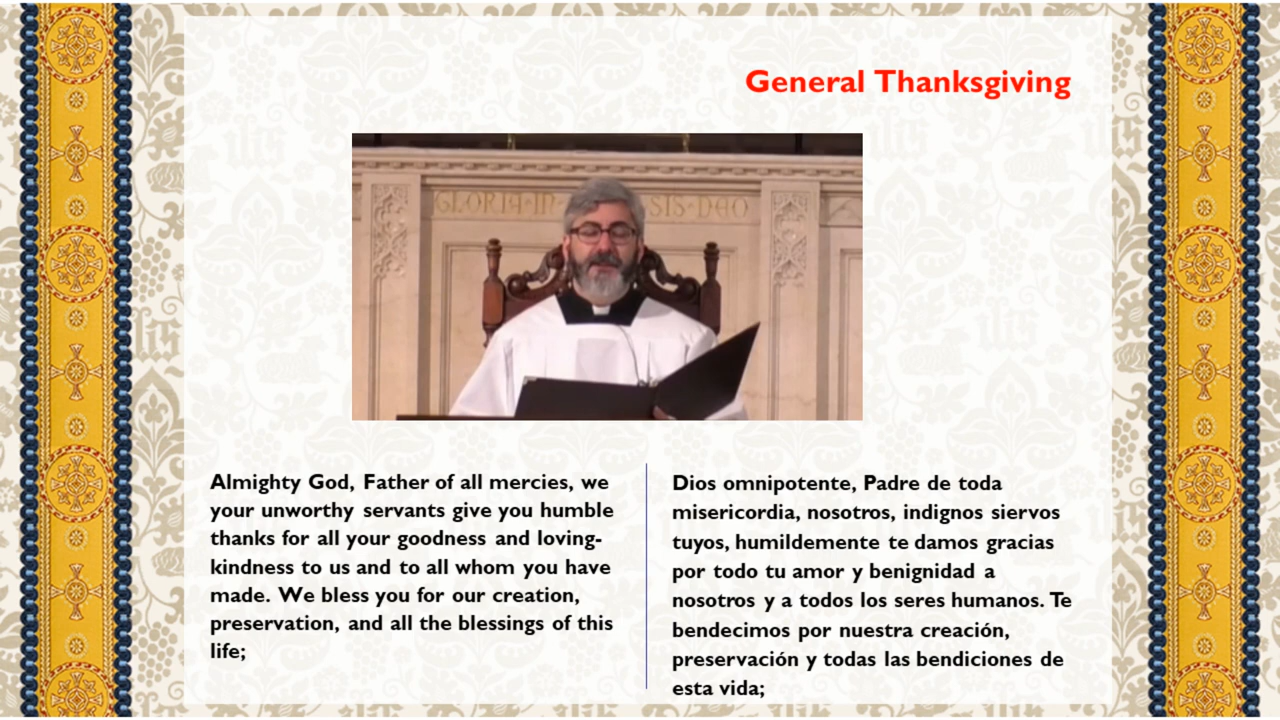 General Thanksgiving
GLORIA·IN· SIS·DEO
Almighty God, Father of all mercies, we
your unworthy servants give you humble
thanks for all your goodness and loving-
kindness to us and to all whom you have
made. We bless you for our creation,
preservation, and all the blessings of this
life;
Dios omnipotente, Padre de toda
misericordia, nosotros, indignos siervos
tuyos, humildemente te damos gracias
por todo tu amor y benignidad a
nosotros y a todos los seres humanos. Te
bendecimos por nuestra creación,
preservación y todas las bendiciones de
esta vida;